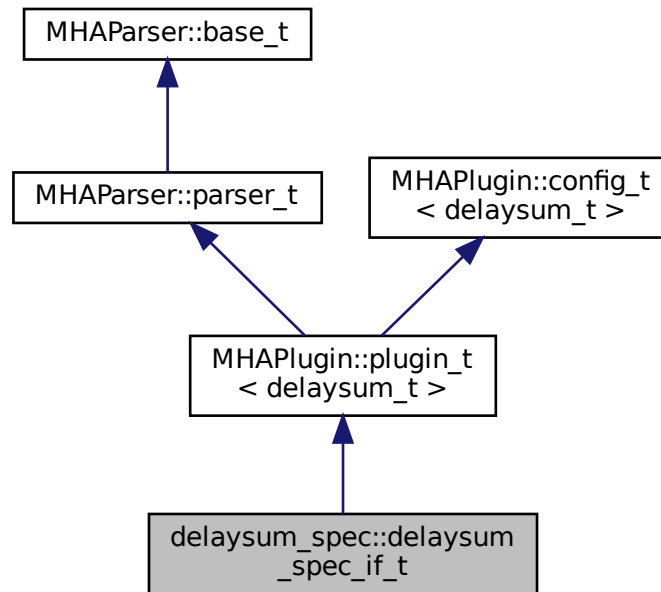 MHAParser::base_t
MHAParser::parser_t
MHAPlugin::config_t
< delaysum_t >
MHAPlugin::plugin_t
< delaysum_t >
delaysum_spec::delaysum
_spec_if_t